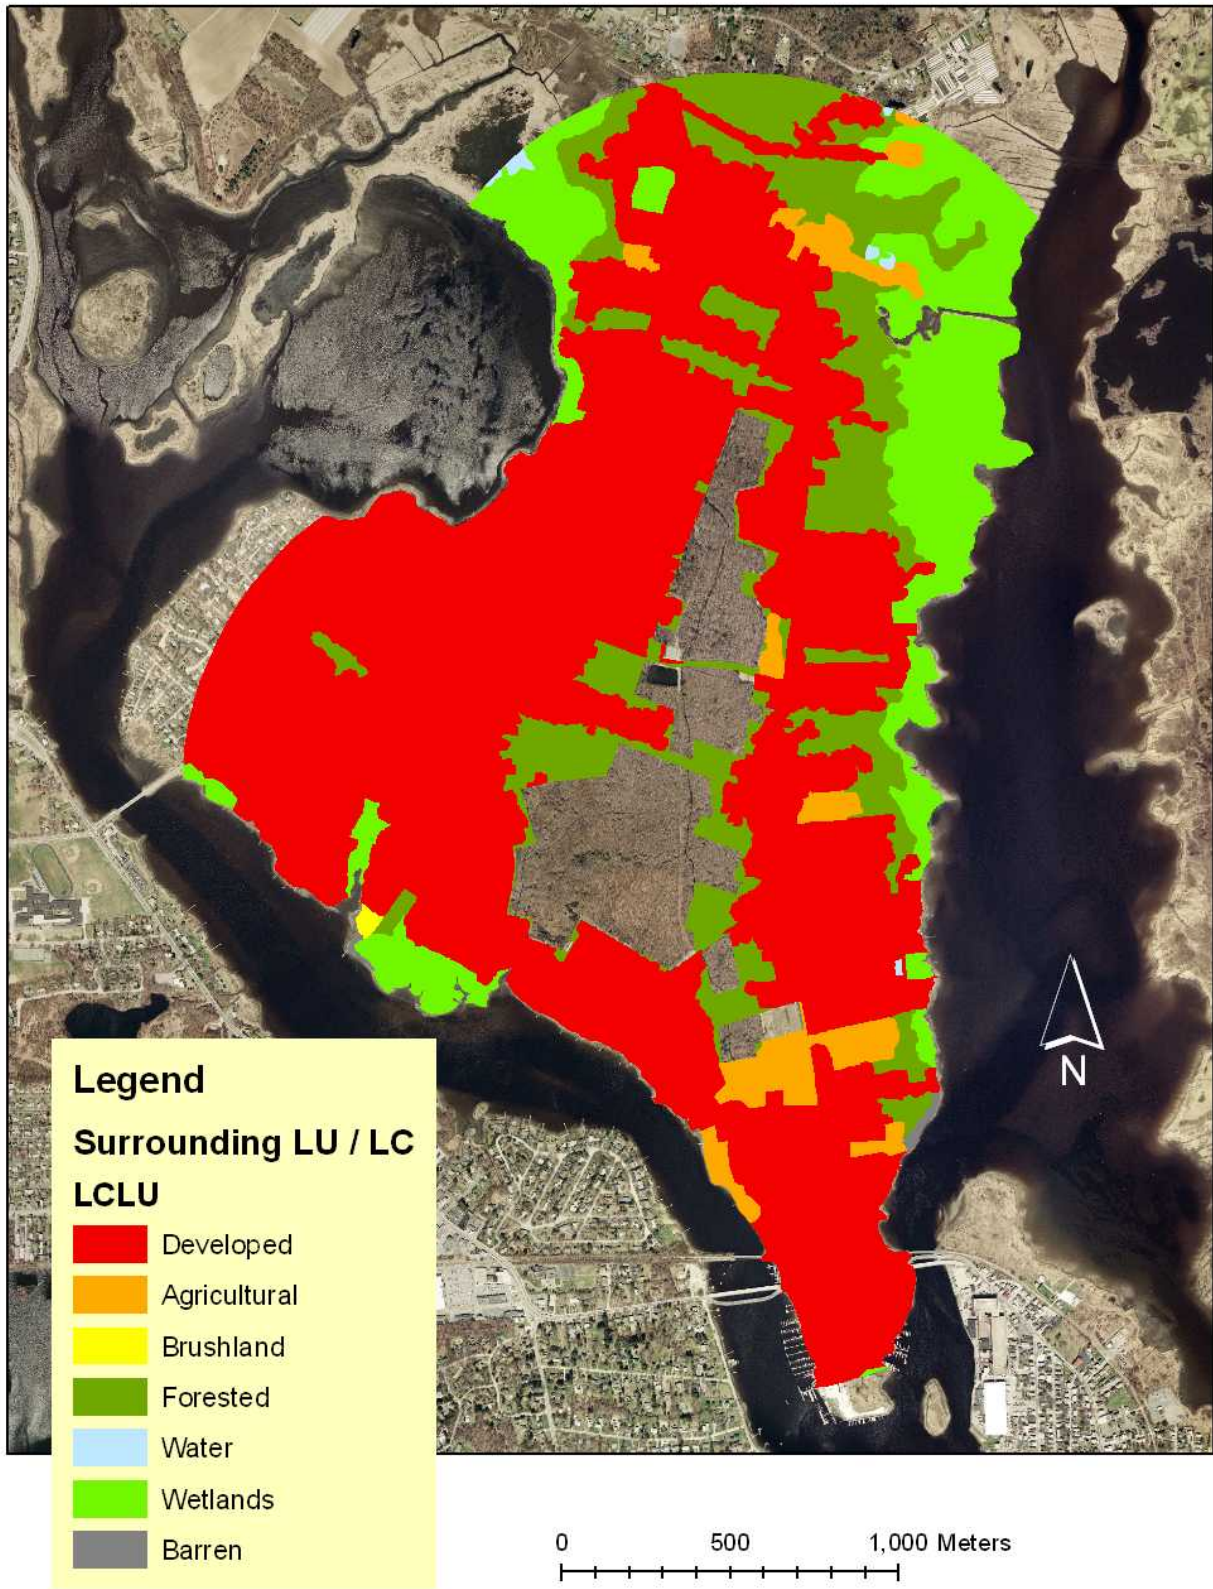 N
Legend
Surrounding LU / LC
LCLU
Developed
Agricultural
Brushland
Forested
Water
Wetlands
Barren
0 500 1,000 Meters